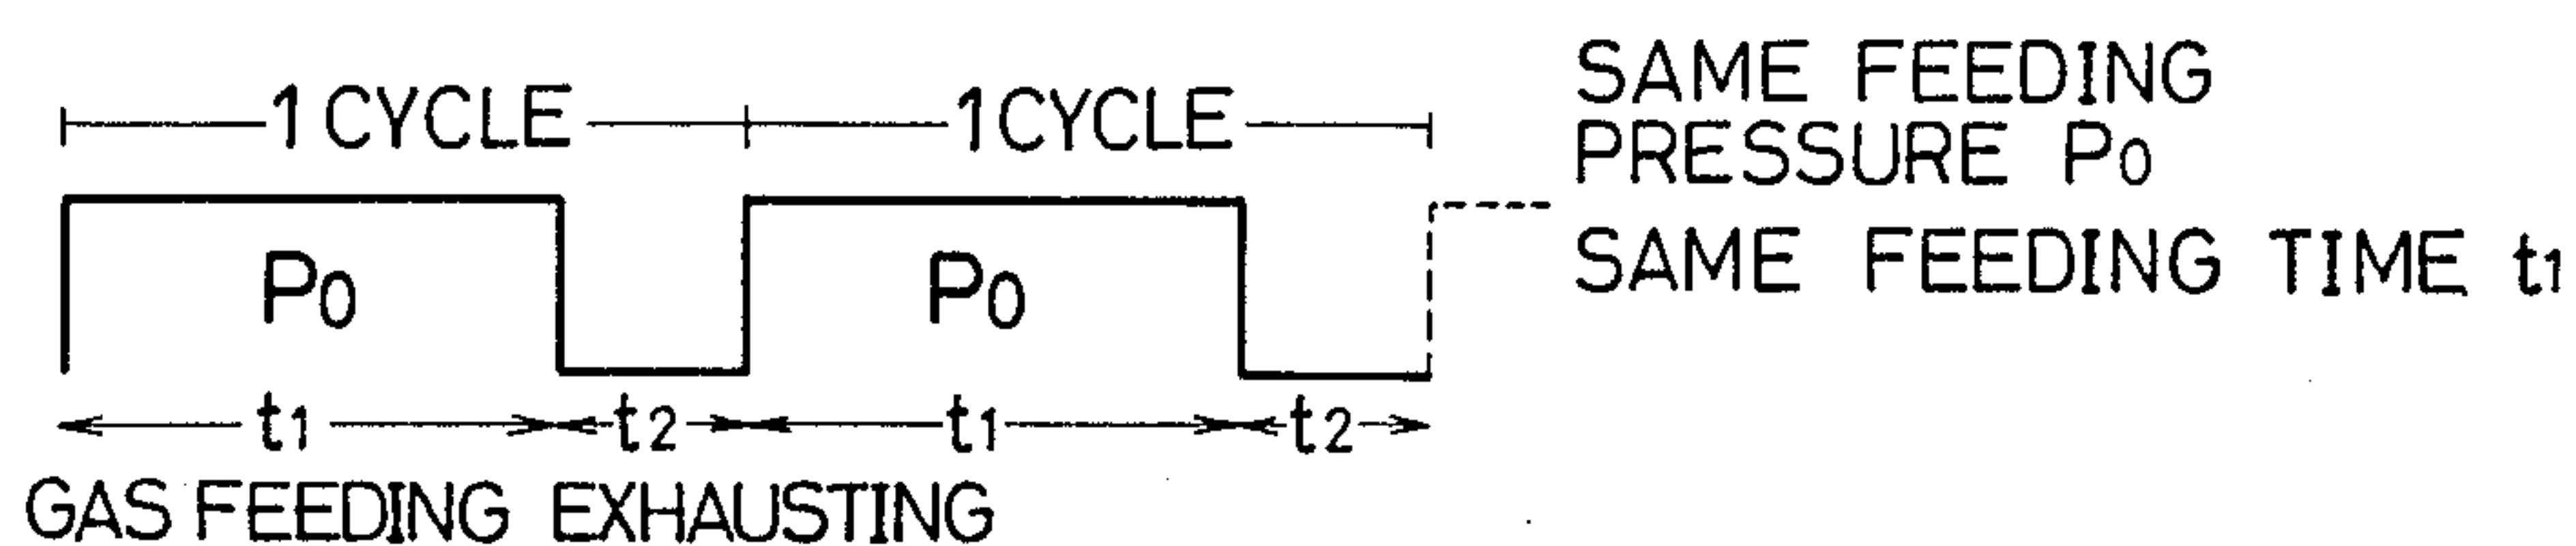 1 CYCLE 1 CYCLE
SAME FEEDING
PRESSURE P0
P0 P0
SAME FEEDING TIME t1
t1 t2 t1 t2
GAS FEEDING EXHAUSTING